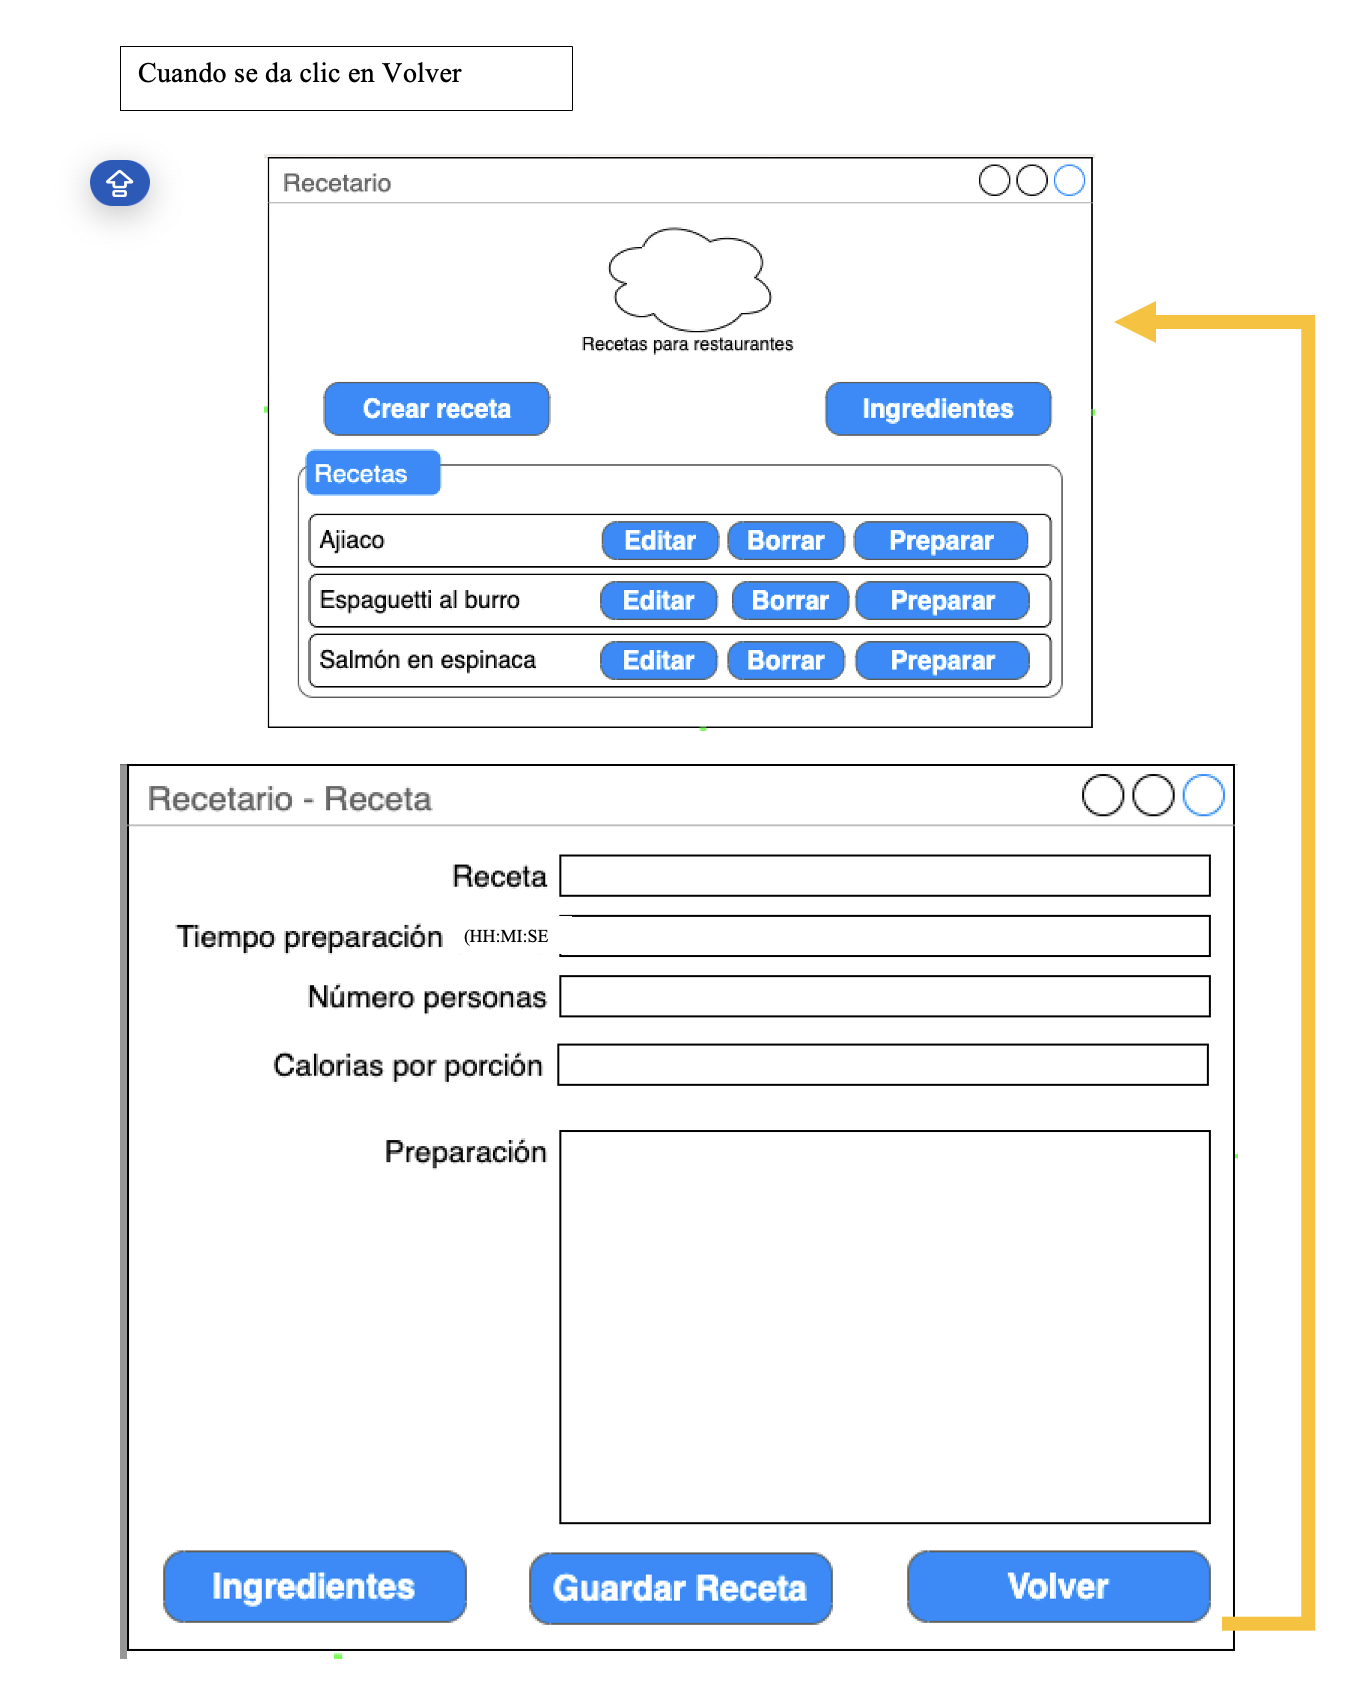 Cuando se da clic en Volver
Recetario
Recetas para restaurantes
Crear receta
Ingredientes
Recetas
Ajiaco Editar Borrar Preparar
Espaguetti al burro Editar Borrar Preparar
Salmón en espinaca Editar Borrar Preparar
Recetario - Receta
Receta
Tiempo preparación (HH:MI:SE
Número personas
Calorias por porción
Preparación
Ingredientes
Guardar Receta
Volver